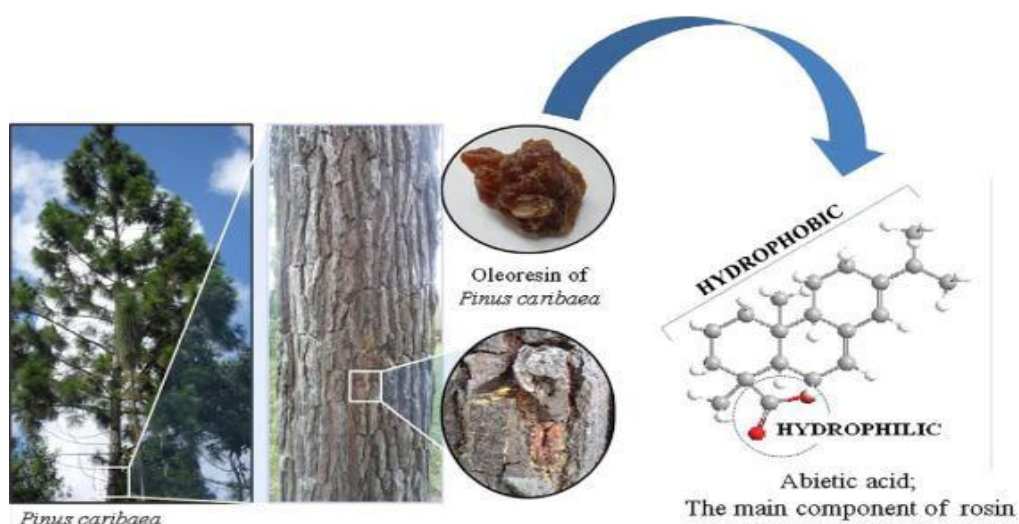 Oleoresin of
Pinus caribaea
HYDROPHOBIC
HYDROPHILIC
Abietic acid;
The main component of rosin
Pinus caribaea